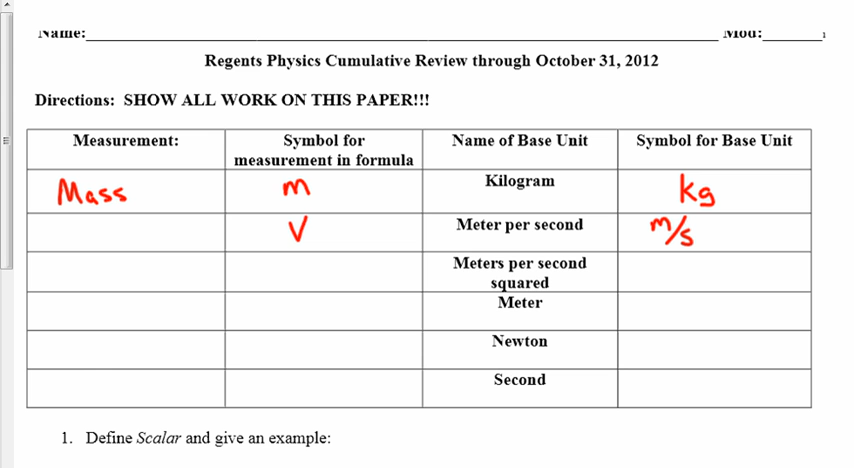 Name: Mod:
Regents Physics Cumulative Review through October 31, 2012
Directions: SHOW ALL WORK ON THIS PAPER!!!
Measurement: Symbol for measurement in formula Name of Base Unit Symbol for Base Unit
Mass m Kilogram kg
V Meter per second m/s
Meters per second squared
Meter
Newton
Second
1. Define Scalar and give an example: